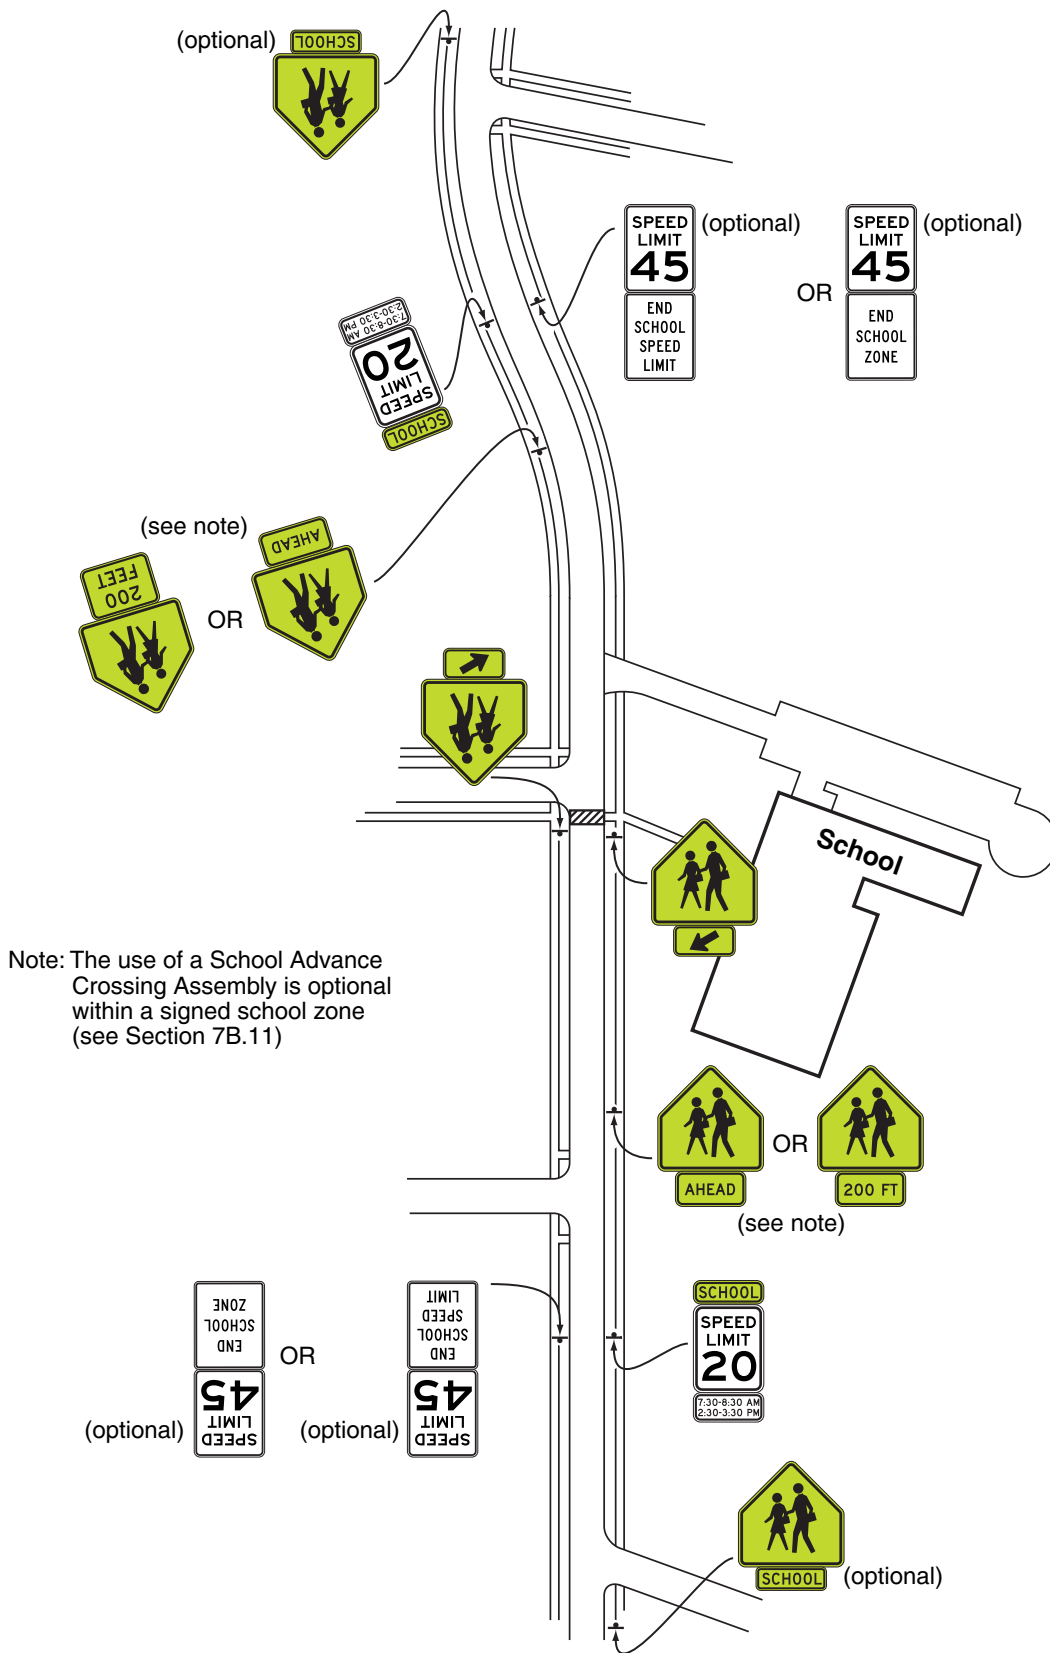 (optional)
SCHOOL
SPEED
LIMIT
45
(optional)
END
SCHOOL
SPEED
LIMIT
OR
SPEED
LIMIT
45
(optional)
END
SCHOOL
ZONE
SCHOOL
SPEED
LIMIT
20
7:30-8:30 AM
2:30-3:30 PM
(see note)
200
FEET
OR
AHEAD
School
Note: The use of a School Advance
Crossing Assembly is optional
within a signed school zone
(see Section 7B.11)
AHEAD
OR
200 FT
(see note)
SPEED
LIMIT
45
END
SCHOOL
ZONE
(optional)
OR
SPEED
LIMIT
45
END
SCHOOL
SPEED
LIMIT
(optional)
SCHOOL
SPEED
LIMIT
20
7:30-8:30 AM
2:30-3:30 PM
SCHOOL
(optional)